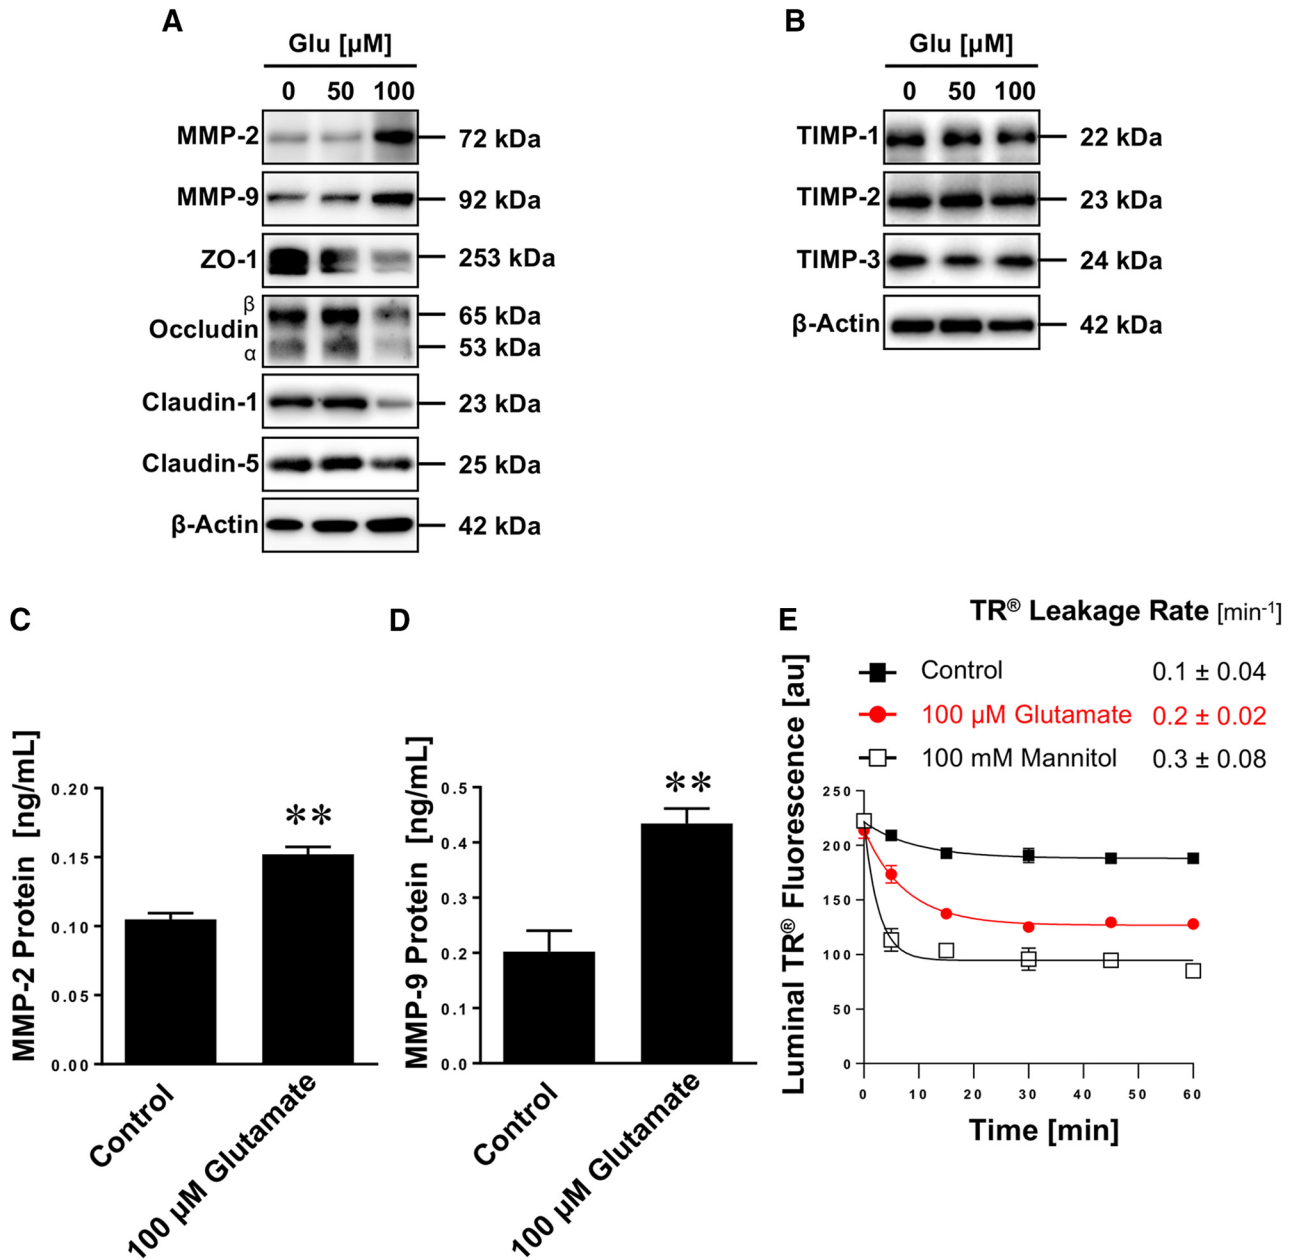 A
Glu [µM]
0 50 100
MMP-2 72 kDa
MMP-9 92 kDa
ZO-1 253 kDa
β 65 kDa
Occludin
α 53 kDa
Claudin-1 23 kDa
Claudin-5 25 kDa
β-Actin 42 kDa
B
Glu [µM]
0 50 100
TIMP-1 22 kDa
TIMP-2 23 kDa
TIMP-3 24 kDa
β-Actin 42 kDa
C
MMP-2 Protein [ng/mL]
0.20
0.15
0.10
0.05
0.00
**
Control
100 µM Glutamate
D
MMP-9 Protein [ng/mL]
0.5
0.4
0.3
0.2
0.1
0.0
**
Control
100 µM Glutamate
E
TR® Leakage Rate [min-1]
Control 0.1 ± 0.04
100 µM Glutamate 0.2 ± 0.02
100 mM Mannitol 0.3 ± 0.08
Luminal TR® Fluorescence [au]
250
200
150
100
50
0
0 10 20 30 40 50 60
Time [min]